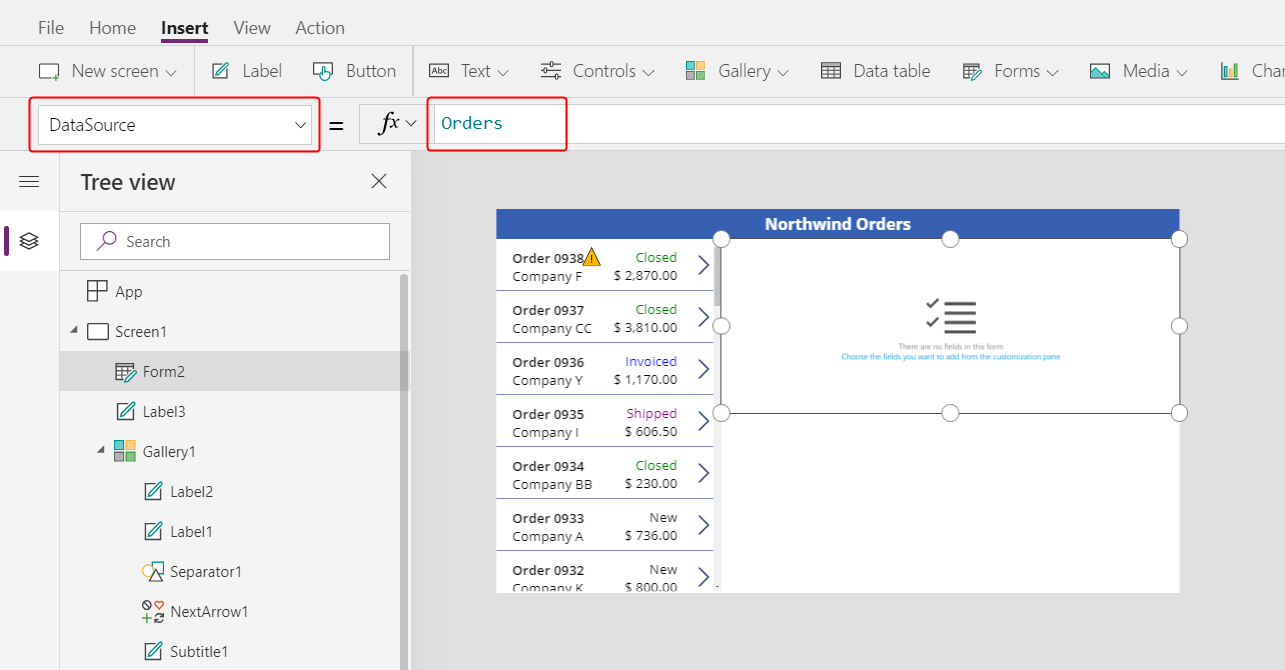 File Home Insert View Action
New screen Label Button Abc Text Controls Gallery Data table Forms Media Char
DataSource = fx Orders
Tree view
Search
App
Screen1
Form2
Label3
Gallery1
Label2
Label1
Separator1
NextArrow1
Subtitle1
Northwind Orders
Order 0938 Closed
Company F $ 2,870.00
Order 0937 Closed
Company CC $ 3,810.00
Order 0936 Invoiced
Company Y $ 1,170.00
Order 0935 Shipped
Company I $ 606.50
Order 0934 Closed
Company BB $ 230.00
Order 0933 New
Company A $ 736.00
Order 0932 New
Company K $ 800.00
There are no fields in this form
Choose the fields you want to add from the customization pane